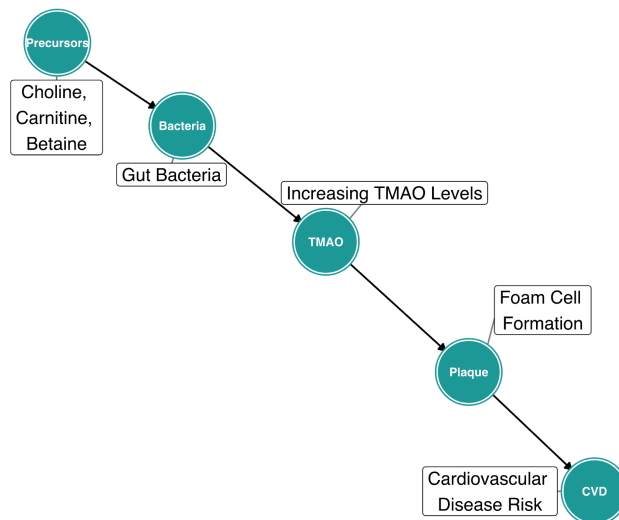 Precursors
Choline,
Carnitine,
Betaine
Bacteria
Gut Bacteria
Increasing TMAO Levels
TMAO
Foam Cell
Formation
Plaque
Cardiovascular
Disease Risk
CVD